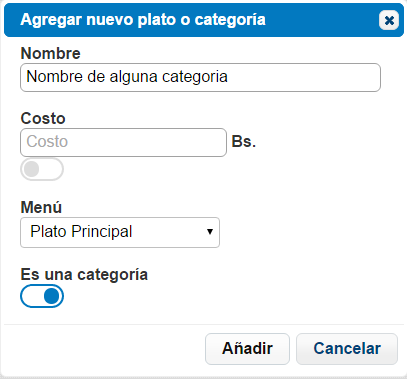 Agregar nuevo plato o categoría
Nombre
Nombre de alguna categoria
Costo
Costo Bs.
Menú
Plato Principal
Es una categoría
Añadir Cancelar